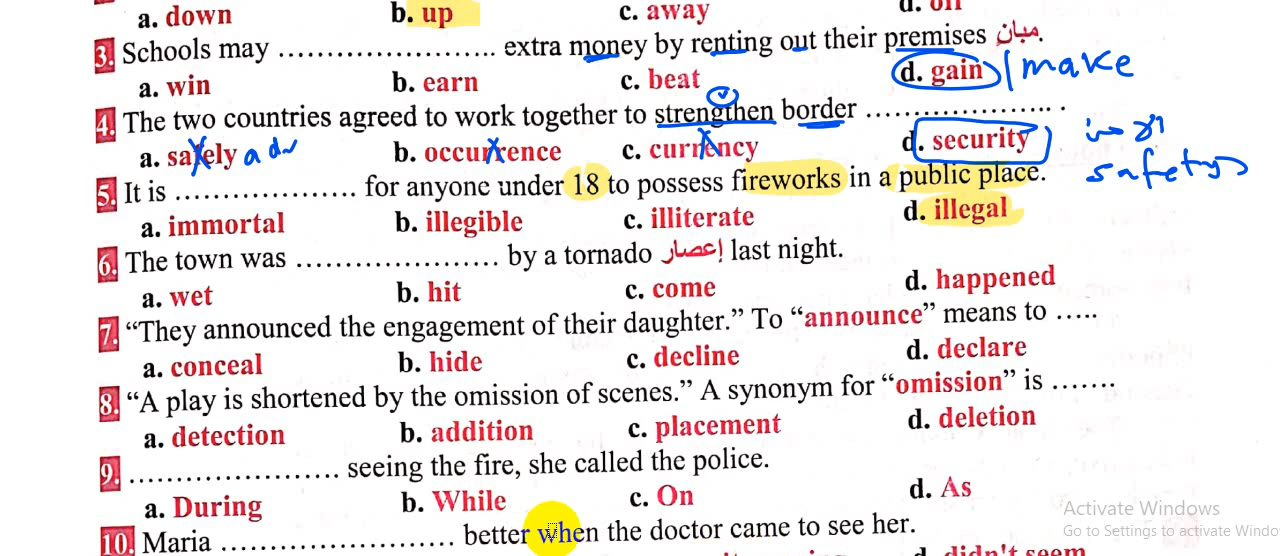 a. down b. up c. away d. off
3. Schools may ........................ extra money by renting out their premises مبان.
a. win b. earn c. beat d. gain / make
4. The two countries agreed to work together to strengthen border ..................... .
a. safely adv b. occurrence c. currency d. security الامن
safety
5. It is .................... for anyone under 18 to possess fireworks in a public place.
a. immortal b. illegible c. illiterate d. illegal
6. The town was ...................... by a tornado إعصار last night.
a. wet b. hit c. come d. happened
7. “They announced the engagement of their daughter.” To “announce” means to .....
a. conceal b. hide c. decline d. declare
8. “A play is shortened by the omission of scenes.” A synonym for “omission” is .......
a. detection b. addition c. placement d. deletion
9. ....................... seeing the fire, she called the police.
a. During b. While c. On d. As
10. Maria .......................... better when the doctor came to see her.
d. didn't seem
Activate Windows
Go to Settings to activate Windo